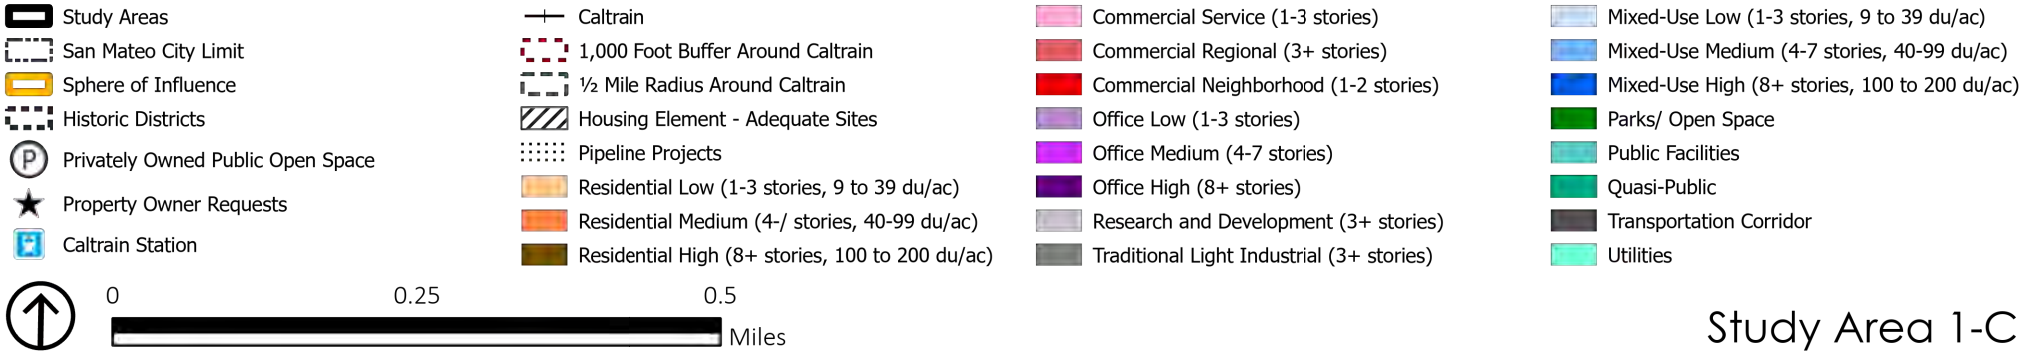 Study Areas
San Mateo City Limit
Sphere of Influence
Historic Districts
P
Privately Owned Public Open Space
Property Owner Requests
Caltrain Station
Caltrain
1,000 Foot Buffer Around Caltrain
½ Mile Radius Around Caltrain
Housing Element - Adequate Sites
Pipeline Projects
Residential Low (1-3 stories, 9 to 39 du/ac)
Residential Medium (4-/ stories, 40-99 du/ac)
Residential High (8+ stories, 100 to 200 du/ac)
Commercial Service (1-3 stories)
Commercial Regional (3+ stories)
Commercial Neighborhood (1-2 stories)
Office Low (1-3 stories)
Office Medium (4-7 stories)
Office High (8+ stories)
Research and Development (3+ stories)
Traditional Light Industrial (3+ stories)
Mixed-Use Low (1-3 stories, 9 to 39 du/ac)
Mixed-Use Medium (4-7 stories, 40-99 du/ac)
Mixed-Use High (8+ stories, 100 to 200 du/ac)
Parks/ Open Space
Public Facilities
Quasi-Public
Transportation Corridor
Utilities
0 0.25 0.5
Miles
Study Area 1-C